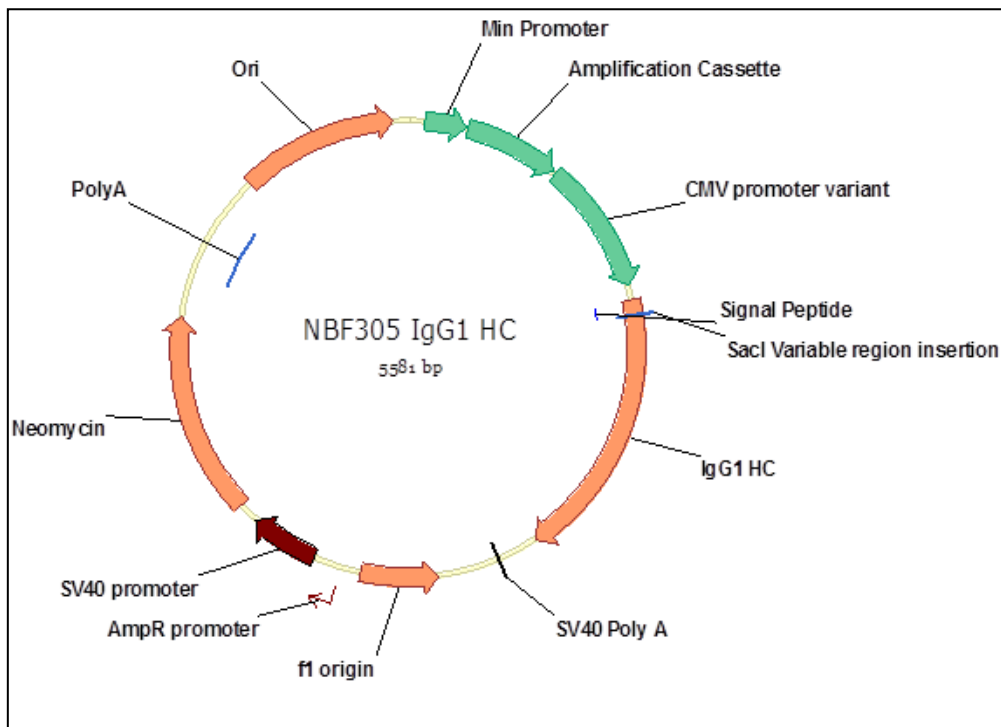 Min Promoter
Ori
Amplification Cassette
PolyA
CMV promoter variant
NBF305 IgG1 HC
5581 bp
Signal Peptide
SacI Variable region insertion
Neomycin
IgG1 HC
SV40 promoter
AmpR promoter
SV40 Poly A
f1 origin